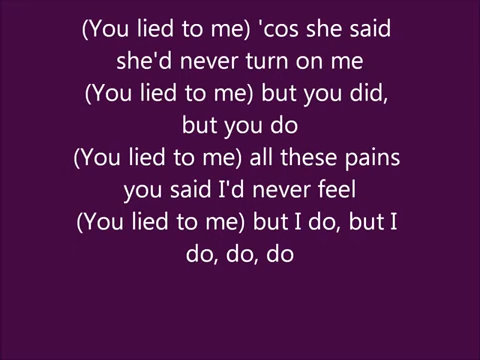 (You lied to me) 'cos she said
she'd never turn on me
(You lied to me) but you did,
but you do
(You lied to me) all these pains
you said I'd never feel
(You lied to me) but I do, but I
do, do, do